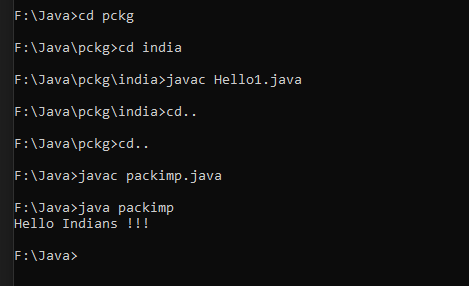 F:\Java>cd pckg
F:\Java\pckg>cd india
F:\Java\pckg\india>javac Hello1.java
F:\Java\pckg\india>cd..
F:\Java\pckg>cd..
F:\Java>javac packimp.java
F:\Java>java packimp
Hello Indians !!!
F:\Java>